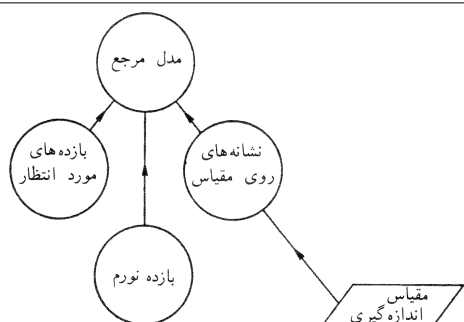 مدل مرجع
نشانه‌های
روی مقیاس
بازده‌های
مورد انتظار
بازده نورم
مقیاس
اندازه‌گیری